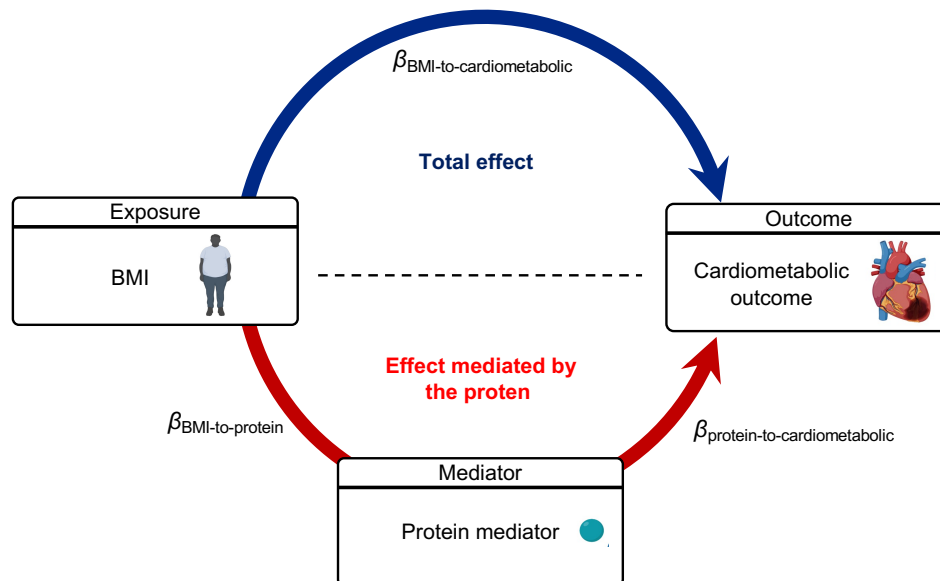 βBMI-to-cardiometabolic
Total effect
Exposure
BMI
Outcome
Cardiometabolic
outcome
Effect mediated by
the proten
βBMI-to-protein
βprotein-to-cardiometabolic
Mediator
Protein mediator